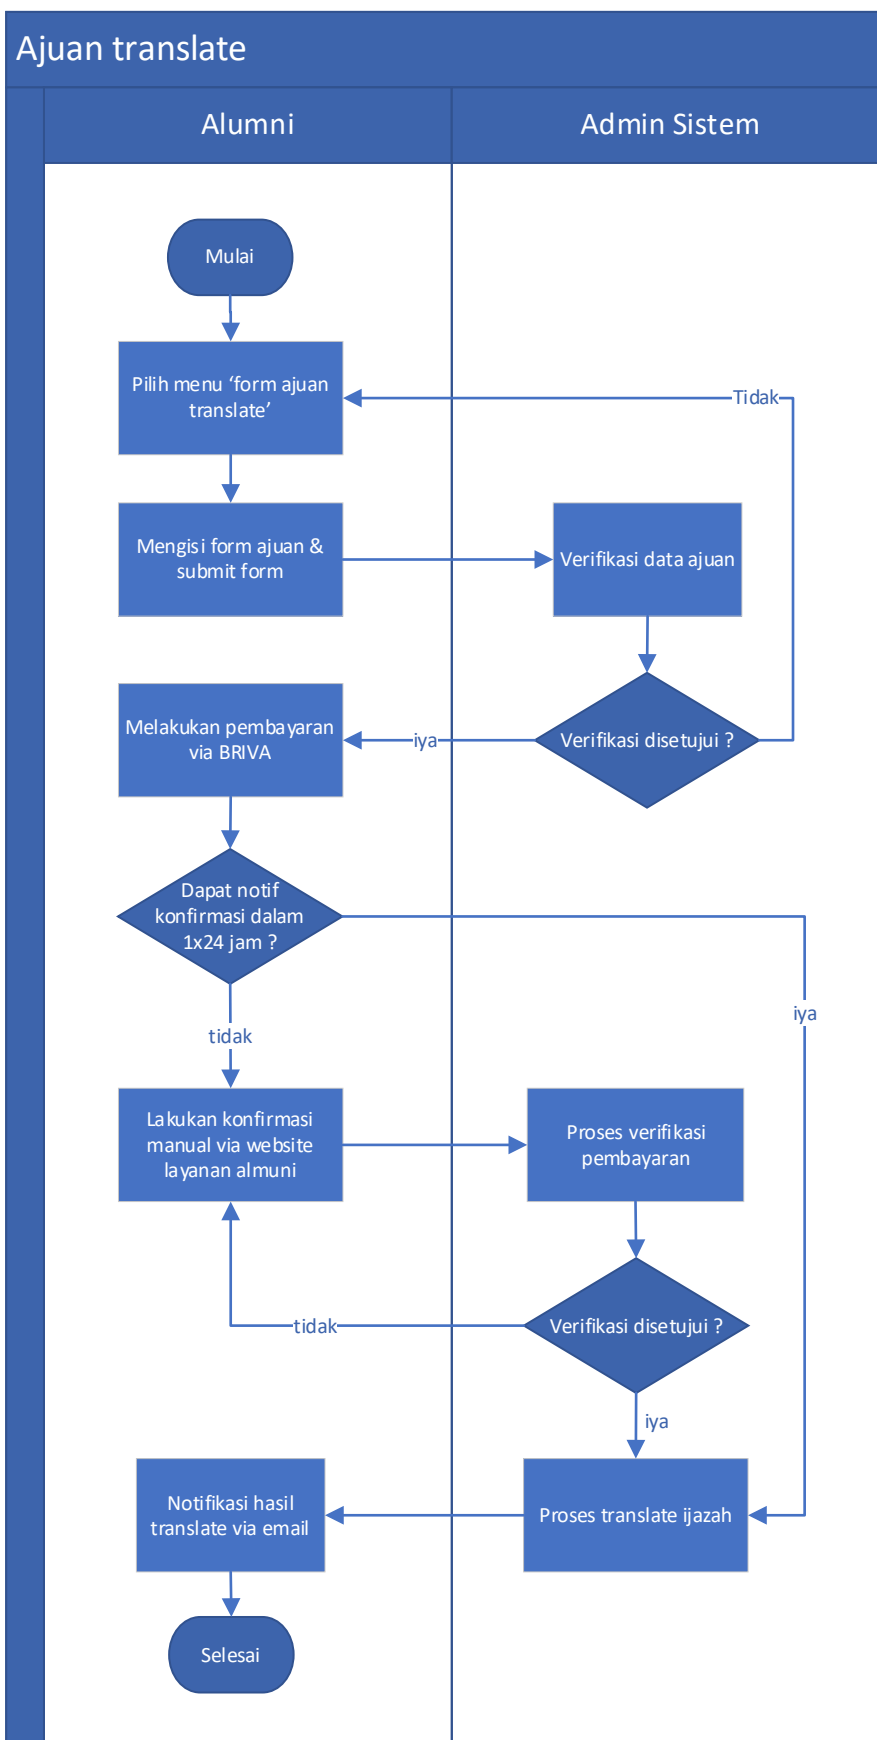 Ajuan translate
Alumni
Admin Sistem
Mulai
Pilih menu ‘form ajuan
translate’
Tidak
Mengisi form ajuan &
submit form
Verifikasi data ajuan
Melakukan pembayaran
via BRIVA
iya
Verifikasi disetujui ?
Dapat notif
konfirmasi dalam
1x24 jam ?
iya
tidak
Lakukan konfirmasi
manual via website
layanan almuni
Proses verifikasi
pembayaran
tidak
Verifikasi disetujui ?
iya
Notifikasi hasil
translate via email
Proses translate ijazah
Selesai